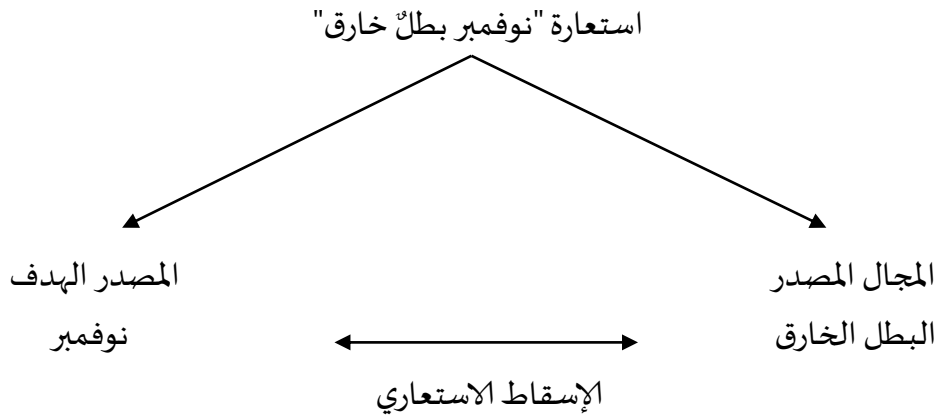 استعارة "نوفمبر بطلٌ خارق"
المجال المصدر
المصدر الهدف
البطل الخارق
نوفمبر
الإسقاط الاستعاري